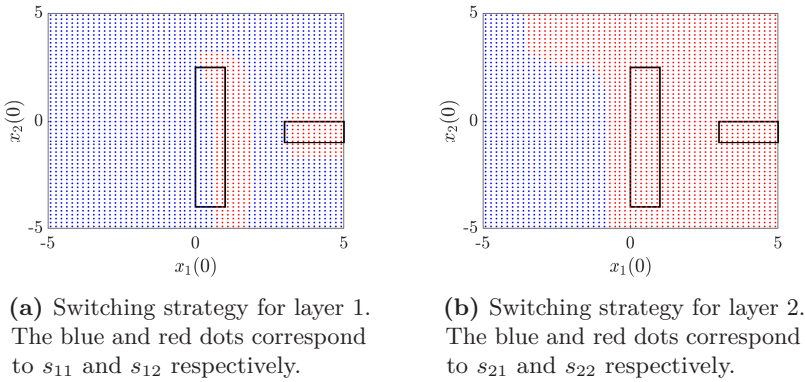 5
0
-5
x₂(0)
-5
0
5
x₁(0)
5
0
-5
x₂(0)
-5
0
5
x₁(0)
(a) Switching strategy for layer 1.
The blue and red dots correspond
to s₁₁ and s₁₂ respectively.
(b) Switching strategy for layer 2.
The blue and red dots correspond
to s₂₁ and s₂₂ respectively.